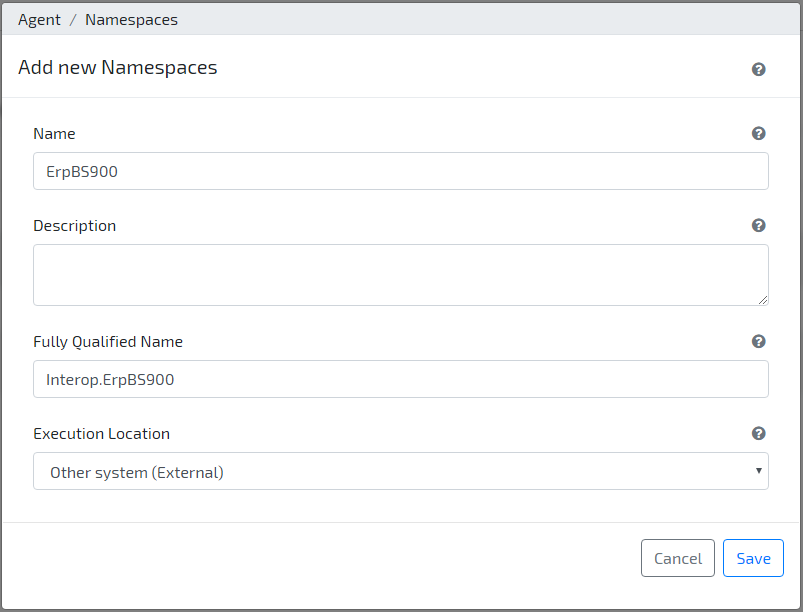 Agent / Namespaces
Add new Namespaces
Name
ErpBS900
Description
Fully Qualified Name
Interop.ErpBS900
Execution Location
Other system (External)
Cancel Save